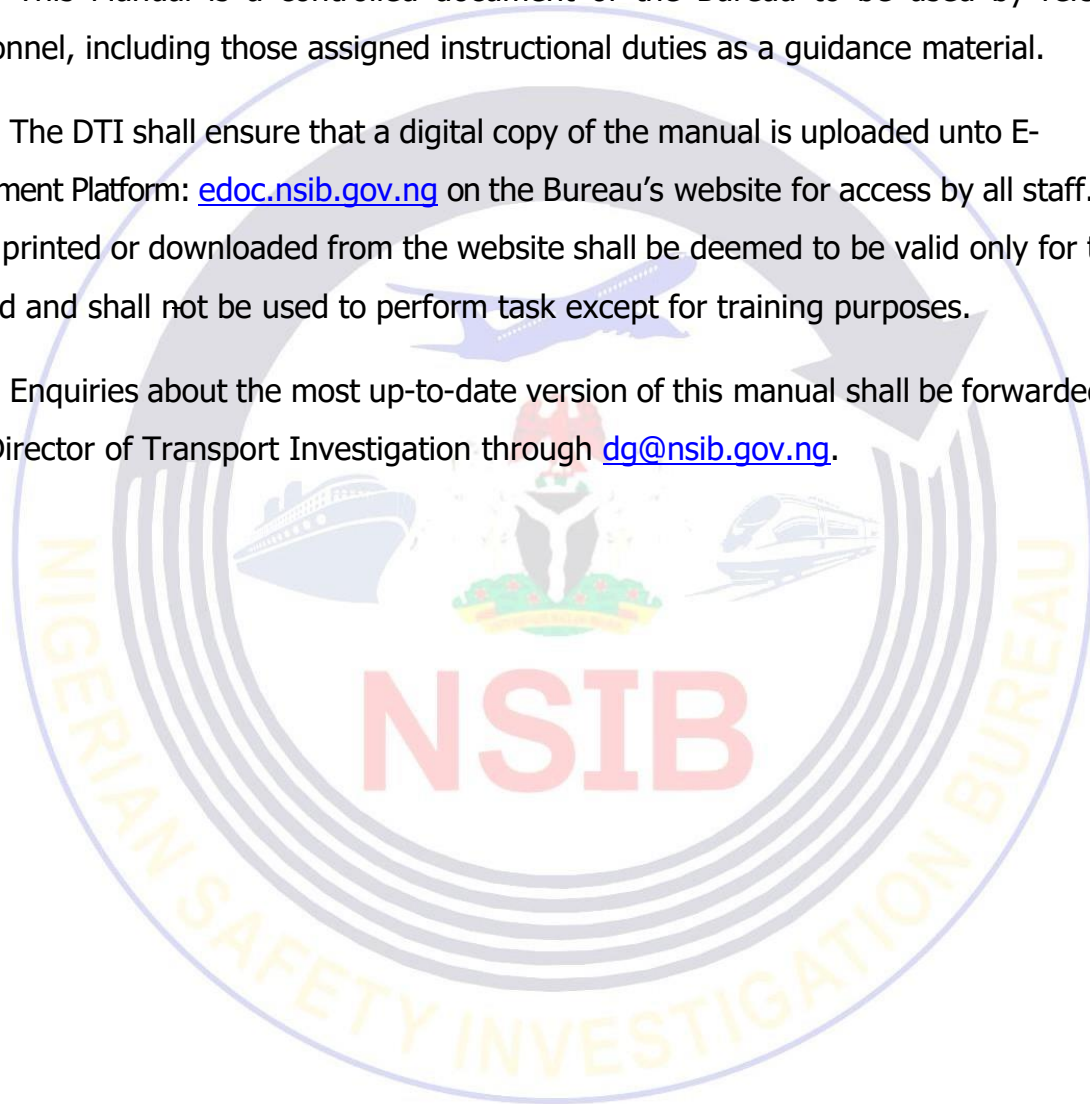 This Manual is a controlled document of the Bureau to be used by rele
onnel, including those assigned instructional duties as a guidance material.
The DTI shall ensure that a digital copy of the manual is uploaded unto E-
ment Platform: edoc.nsib.gov.ng on the Bureau's website for access by all staff.
printed or downloaded from the website shall be deemed to be valid only for t
d and shall not be used to perform task except for training purposes.
Enquiries about the most up-to-date version of this manual shall be forwarded
Director of Transport Investigation through dg@nsib.gov.ng.
NSIB
NIGERIAN SAFETY INVESTIGATION BUREAU